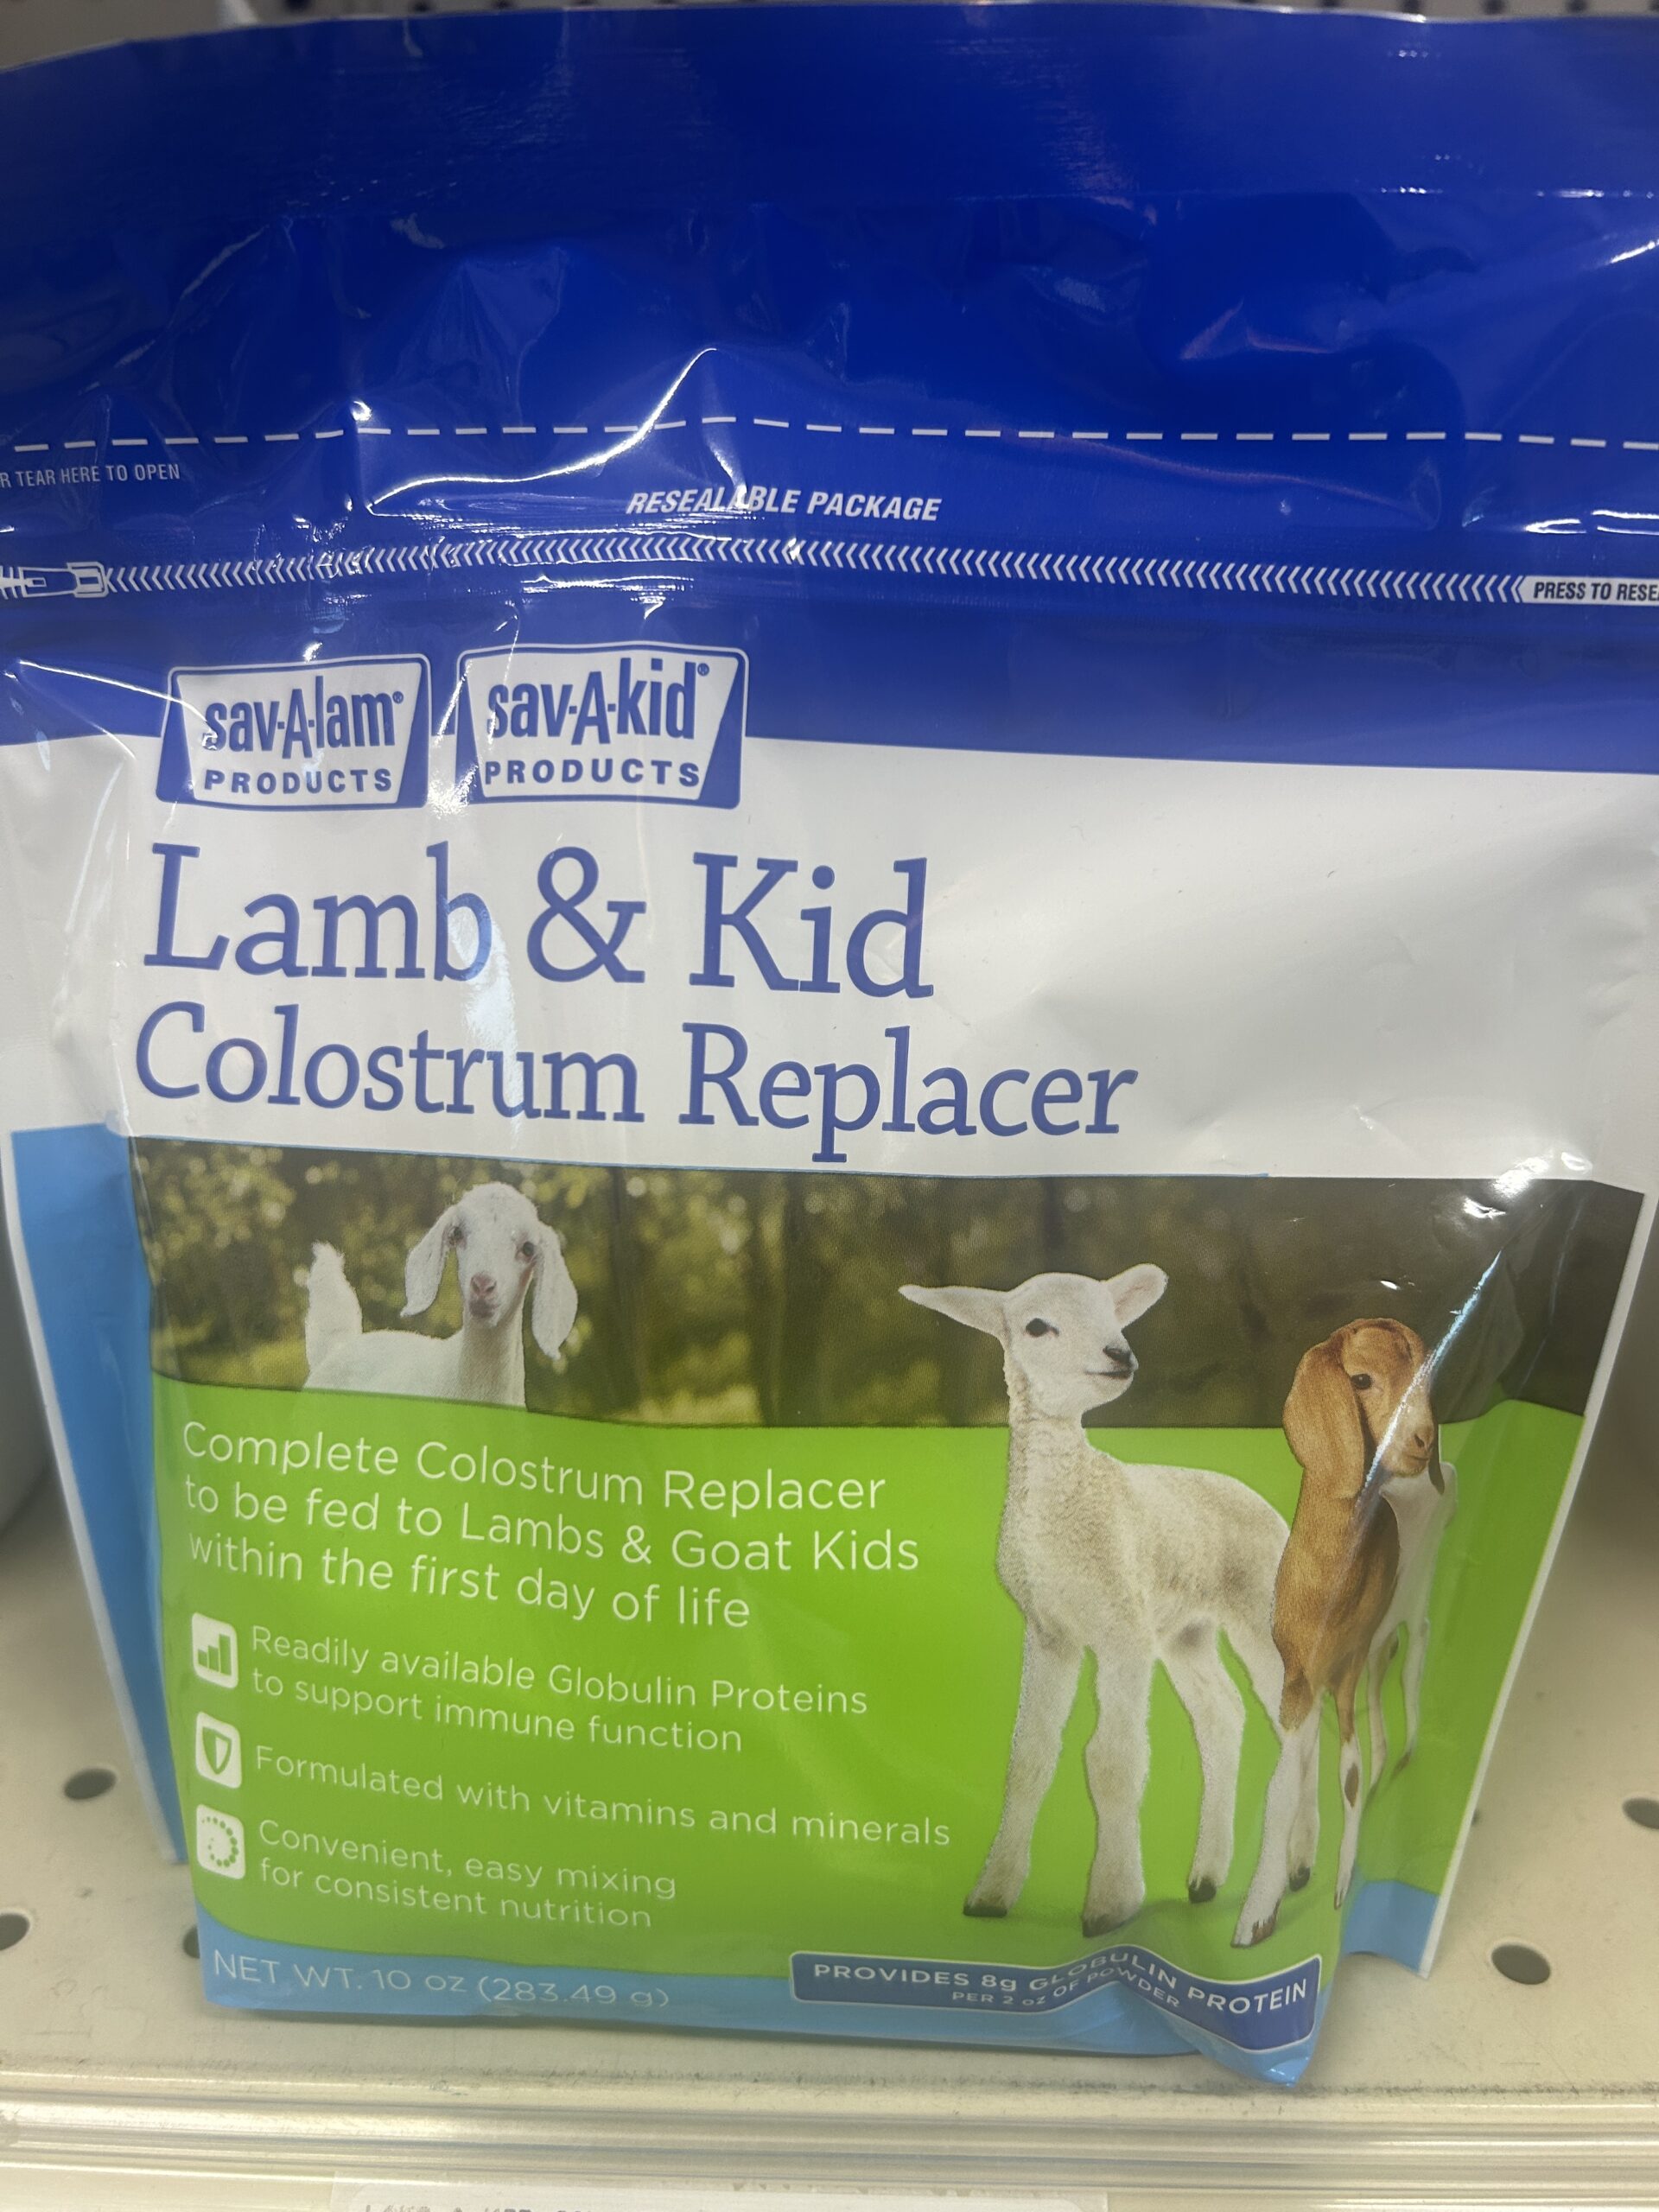 R TEAR HERE TO OPEN
RESEALABLE PACKAGE
PRESS TO RESEA
sav-A-lam®
PRODUCTS
sav-A-kid®
PRODUCTS
Lamb & Kid
Colostrum Replacer
Complete Colostrum Replacer
to be fed to Lambs & Goat Kids
within the first day of life
Readily available Globulin Proteins
to support immune function
Formulated with vitamins and minerals
Convenient, easy mixing
for consistent nutrition
NET WT. 10 oz (283.49 g)
PROVIDES 8g GLOBULIN PROTEIN
PER 2 oz OF POWDER